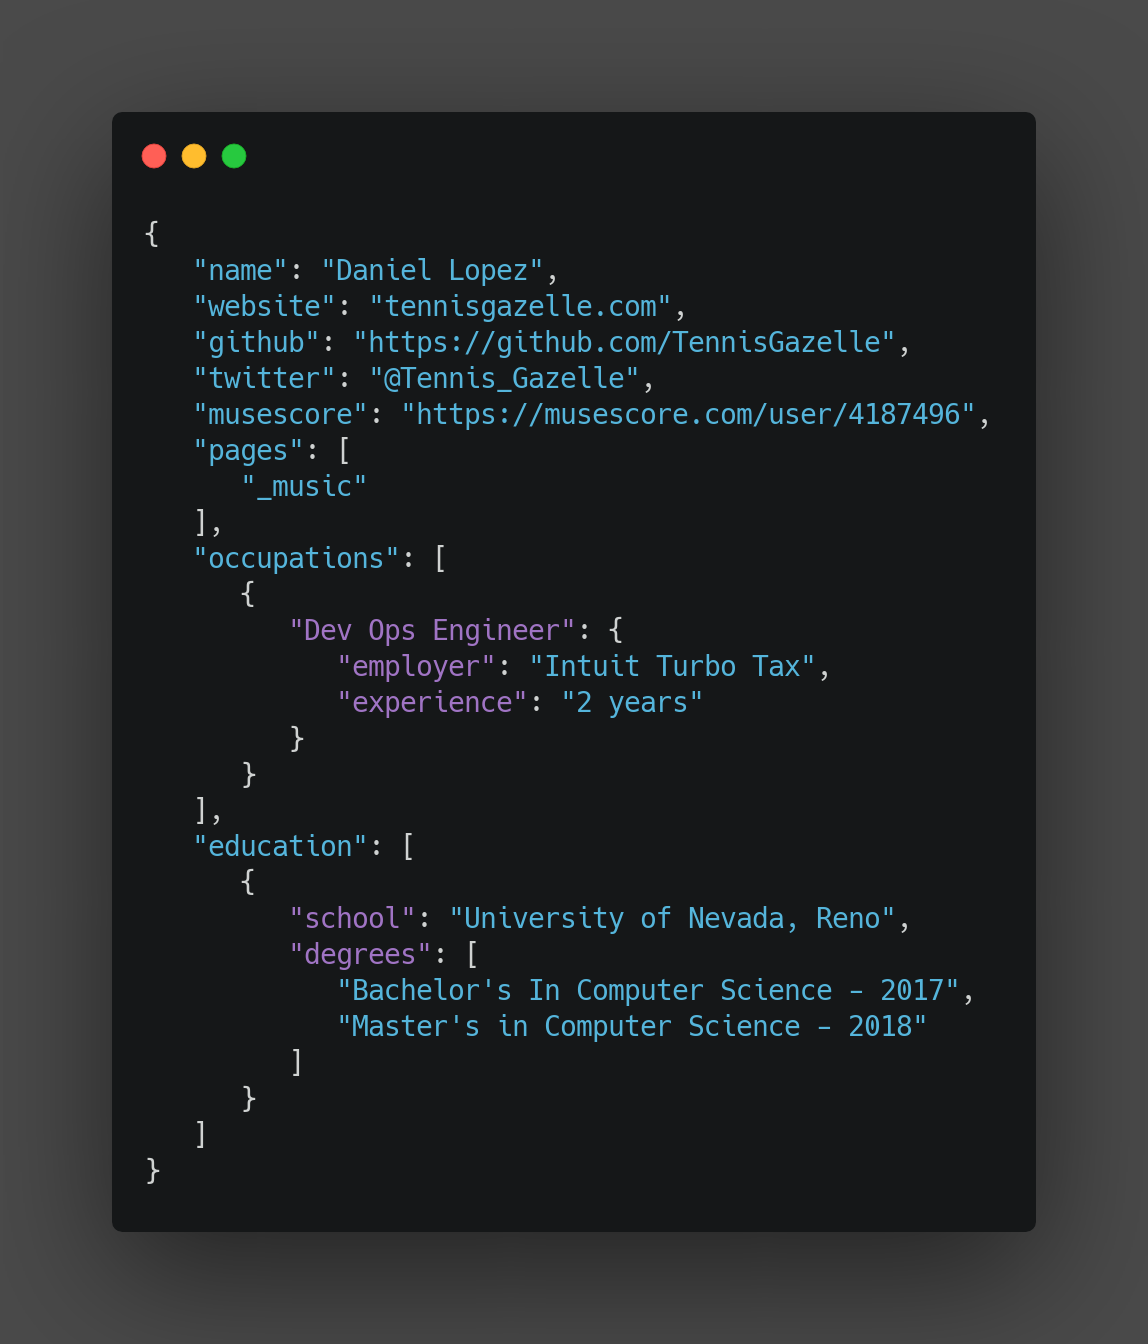 {
   "name": "Daniel Lopez",
   "website": "tennisgazelle.com",
   "github": "https://github.com/TennisGazelle",
   "twitter": "@Tennis_Gazelle",
   "musescore": "https://musescore.com/user/4187496",
   "pages": [
      "_music"
   ],
   "occupations": [
      {
         "Dev Ops Engineer": {
            "employer": "Intuit Turbo Tax",
            "experience": "2 years"
         }
      }
   ],
   "education": [
      {
         "school": "University of Nevada, Reno",
         "degrees": [
            "Bachelor's In Computer Science - 2017",
            "Master's in Computer Science - 2018"
         ]
      }
   ]
}